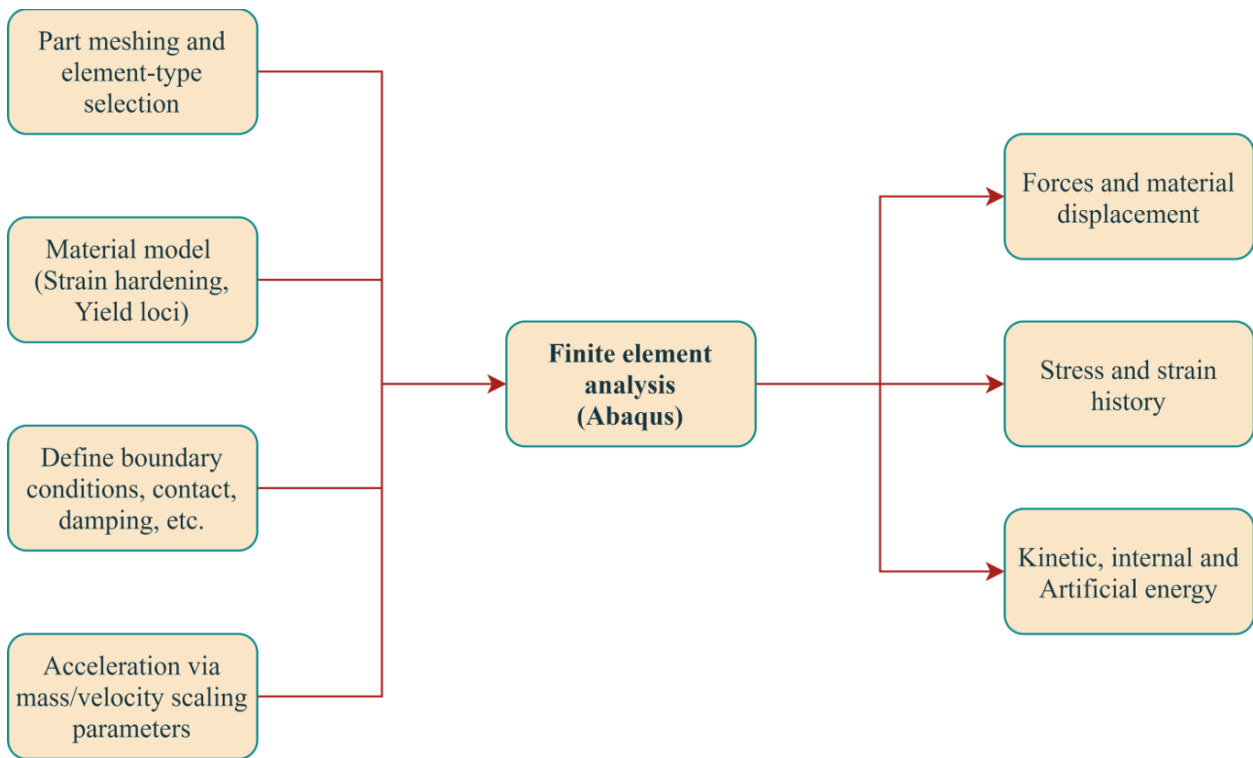 Part meshing and
element-type
selection
Material model
(Strain hardening,
Yield loci)
Define boundary
conditions, contact,
damping, etc.
Acceleration via
mass/velocity scaling
parameters
Finite element
analysis
(Abaqus)
Forces and material
displacement
Stress and strain
history
Kinetic, internal and
Artificial energy